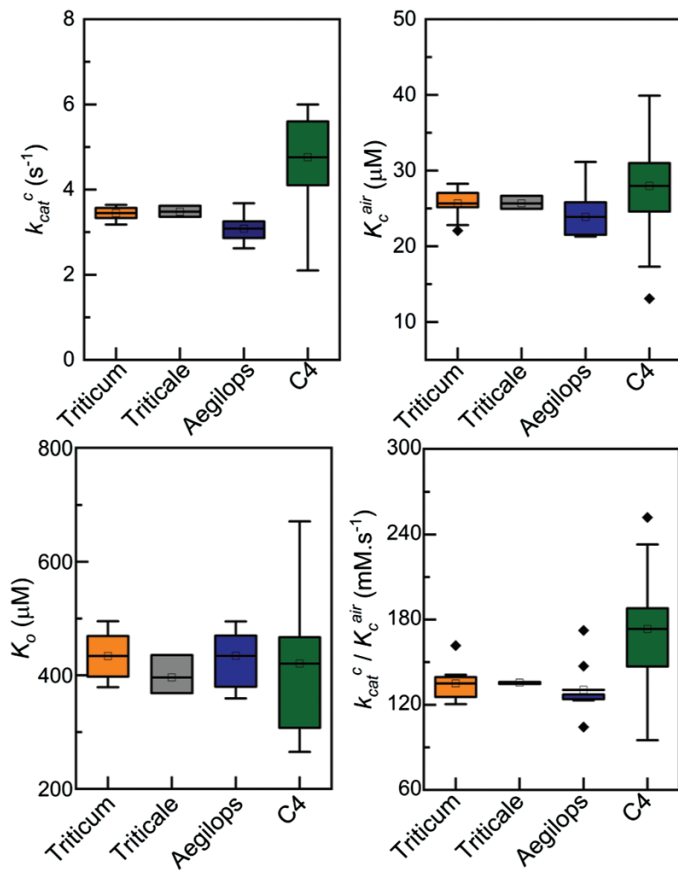 8
6
4
2
0
k_cat^c (s⁻¹)
Triticum
Triticale
Aegilops
C4
50
40
30
20
10
K_c^air (μM)
Triticum
Triticale
Aegilops
C4
800
600
400
200
K_o (μM)
Triticum
Triticale
Aegilops
C4
300
240
180
120
60
k_cat^c / K_c^air (mM.s⁻¹)
Triticum
Triticale
Aegilops
C4